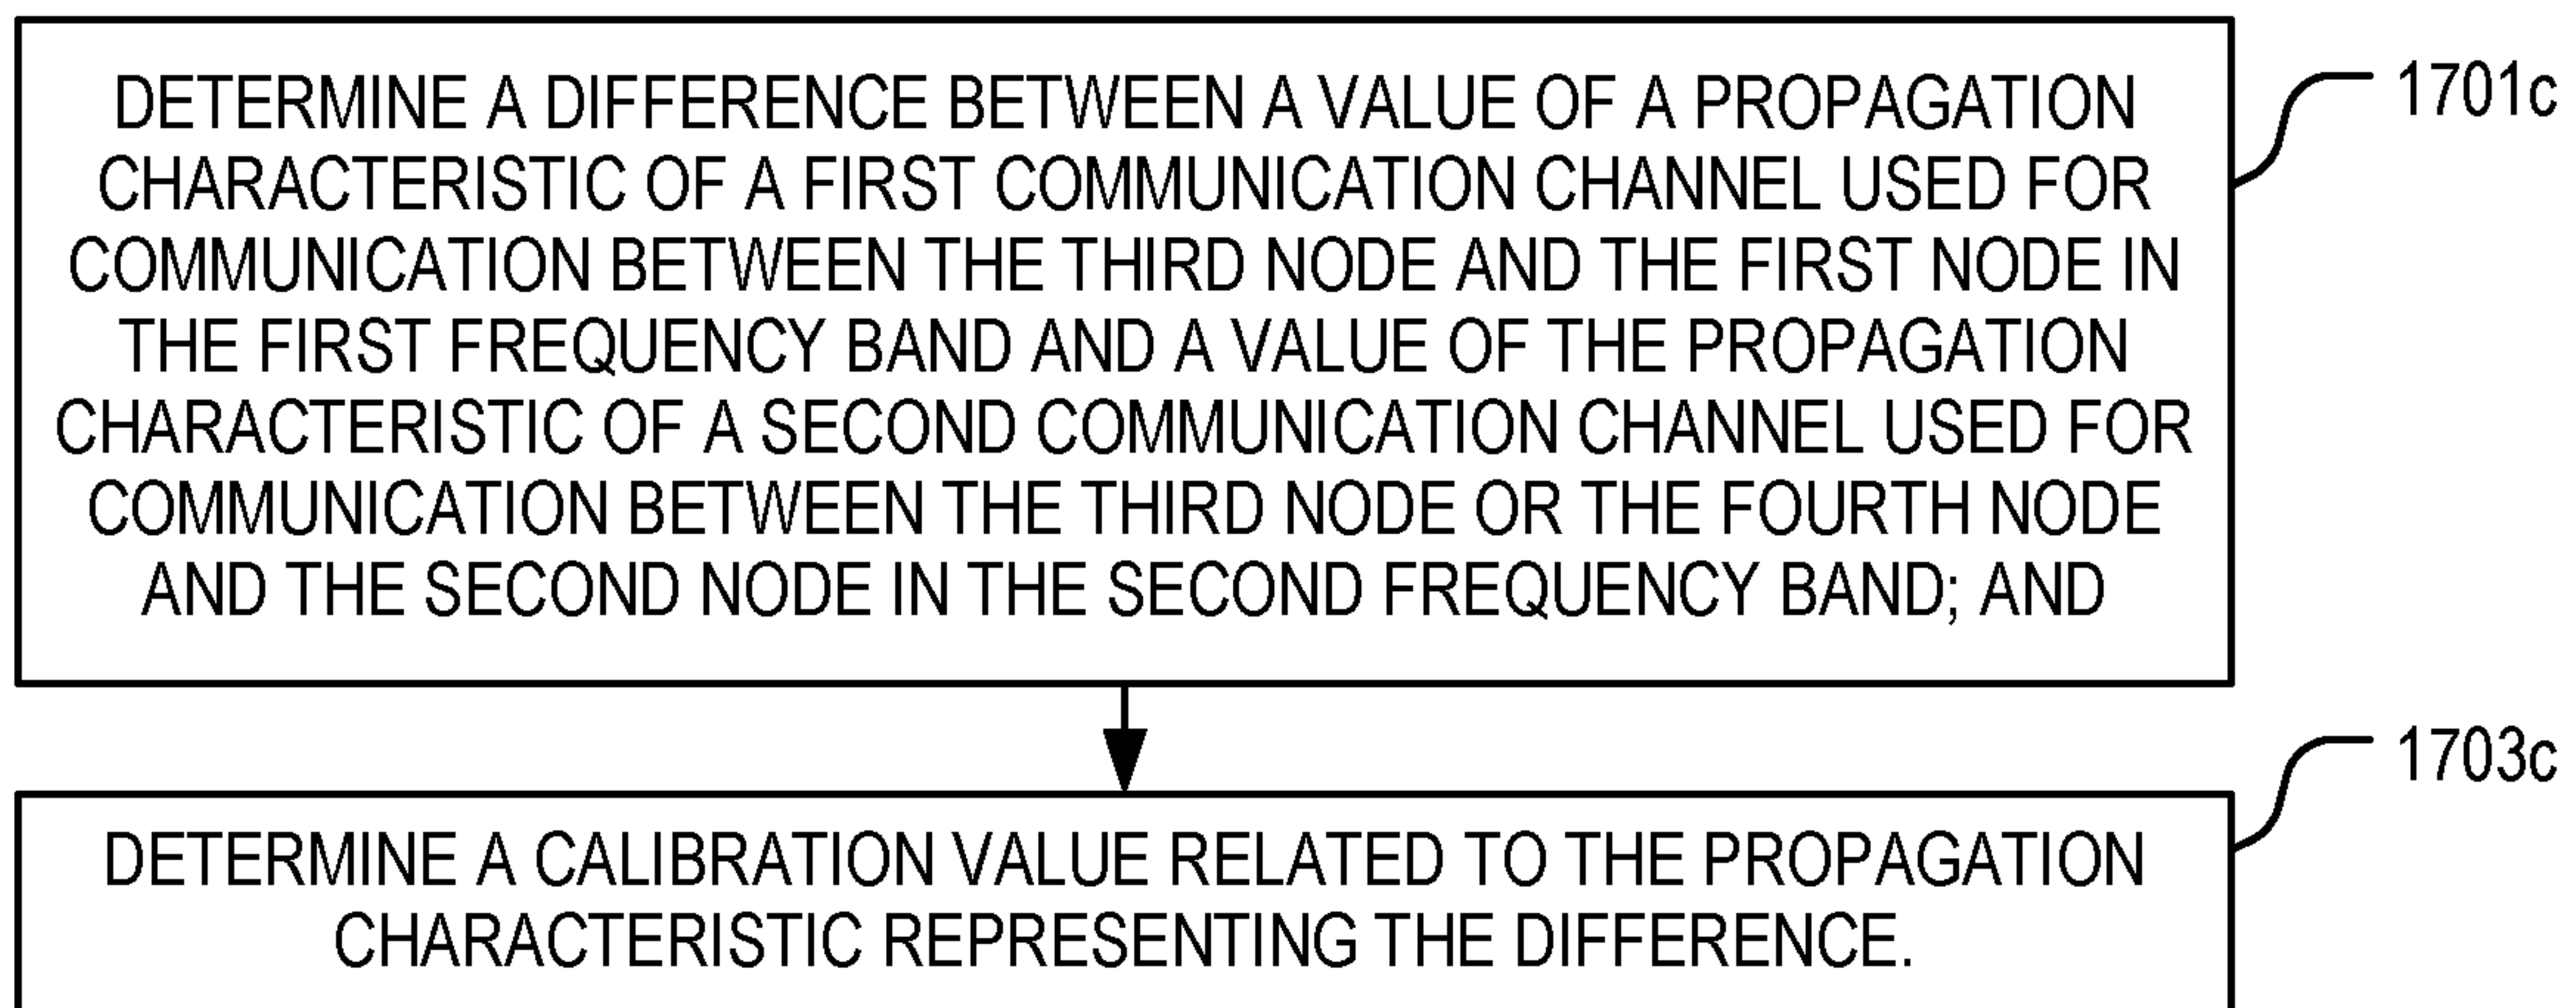 DETERMINE A DIFFERENCE BETWEEN A VALUE OF A PROPAGATION
CHARACTERISTIC OF A FIRST COMMUNICATION CHANNEL USED FOR
COMMUNICATION BETWEEN THE THIRD NODE AND THE FIRST NODE IN
THE FIRST FREQUENCY BAND AND A VALUE OF THE PROPAGATION
CHARACTERISTIC OF A SECOND COMMUNICATION CHANNEL USED FOR
COMMUNICATION BETWEEN THE THIRD NODE OR THE FOURTH NODE
AND THE SECOND NODE IN THE SECOND FREQUENCY BAND; AND
1701c
DETERMINE A CALIBRATION VALUE RELATED TO THE PROPAGATION
CHARACTERISTIC REPRESENTING THE DIFFERENCE.
1703c